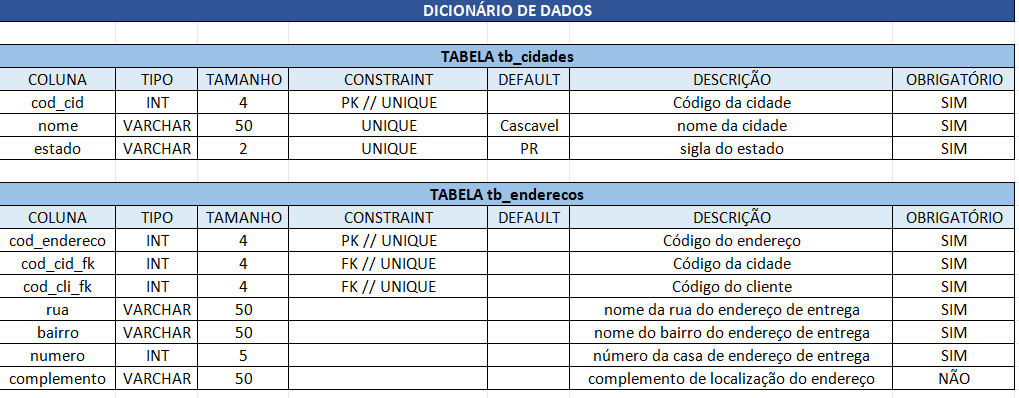 DICIONÁRIO DE DADOS
TABELA tb_cidades
COLUNA TIPO TAMANHO CONSTRAINT DEFAULT DESCRIÇÃO OBRIGATÓRIO
cod_cid INT 4 PK // UNIQUE Código da cidade SIM
nome VARCHAR 50 UNIQUE Cascavel nome da cidade SIM
estado VARCHAR 2 UNIQUE PR sigla do estado SIM
TABELA tb_enderecos
COLUNA TIPO TAMANHO CONSTRAINT DEFAULT DESCRIÇÃO OBRIGATÓRIO
cod_endereco INT 4 PK // UNIQUE Código do endereço SIM
cod_cid_fk INT 4 FK // UNIQUE Código da cidade SIM
cod_cli_fk INT 4 FK // UNIQUE Código do cliente SIM
rua VARCHAR 50 nome da rua do endereço de entrega SIM
bairro VARCHAR 50 nome do bairro do endereço de entrega SIM
numero INT 5 número da casa de endereço de entrega SIM
complemento VARCHAR 50 complemento de localização do endereço NÃO